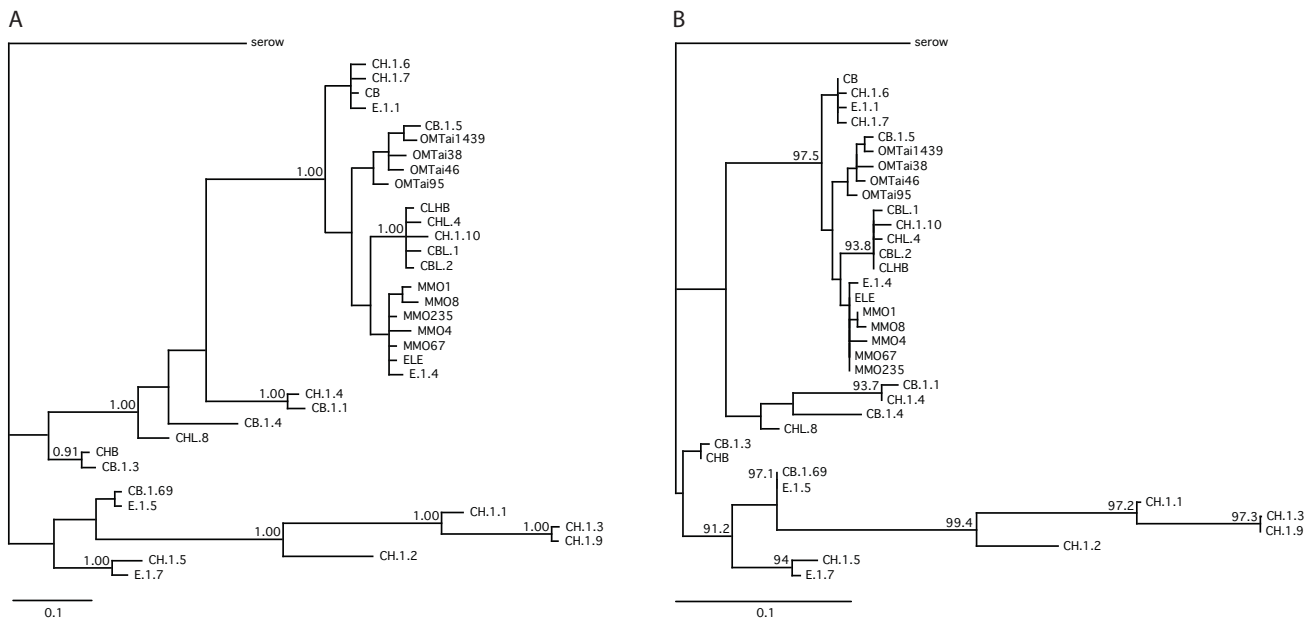 A
serow
CH.1.6
CH.1.7
CB
E.1.1
CB.1.5
OMTai1439
1.00
OMTai38
OMTai46
OMTai95
CLHB
CHL.4
1.00
CH.1.10
CBL.1
CBL.2
MMO1
MMO8
MMO235
MMO4
MMO67
ELE
E.1.4
1.00
CH.1.4
CB.1.1
1.00
CB.1.4
CHL.8
0.91
CHB
CB.1.3
CB.1.69
E.1.5
1.00
1.00
CH.1.1
1.00
CH.1.3
CH.1.9
CH.1.2
1.00
CH.1.5
E.1.7
0.1
B
serow
CB
CH.1.6
E.1.1
CH.1.7
CB.1.5
OMTai1439
97.5
OMTai38
OMTai46
OMTai95
CBL.1
CH.1.10
CHL.4
93.8
CBL.2
CLHB
E.1.4
ELE
MMO1
MMO8
MMO4
MMO67
MMO235
93.7
CB.1.1
CH.1.4
CB.1.4
CHL.8
CB.1.3
CHB
97.1
CB.1.69
E.1.5
91.2
99.4
97.2
CH.1.1
97.3
CH.1.3
CH.1.9
CH.1.2
94
CH.1.5
E.1.7
0.1